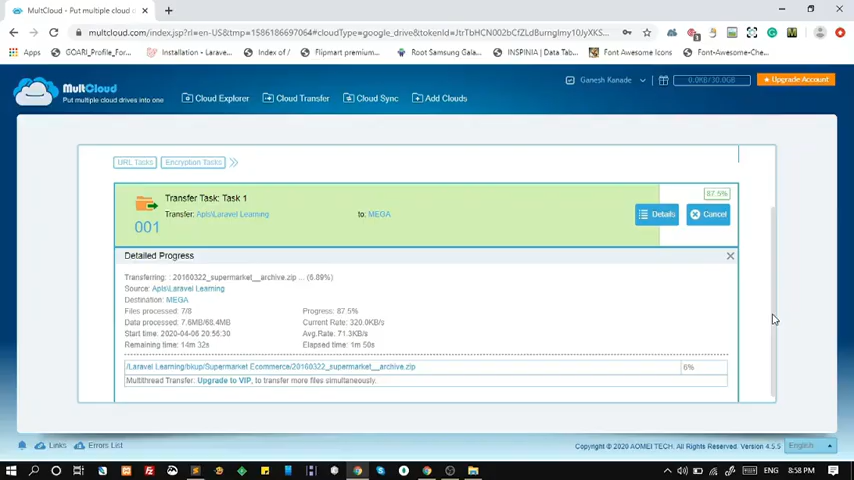 MultCloud - Put multiple cloud d
multcloud.com/index.jsp?rl=en-US&tmp=1586186697064&cloudType=google_drive&tokenId=
Apps
GOARI_Profile_For...
Installation - Larave...
Index of /
Flipmart premium...
Root Samsung Gala...
INSPINIA | Data Tab...
Font Awesome Icons
Font-Awesome-Che...
MultCloud
Put multiple cloud drives into one
Cloud Explorer
Cloud Transfer
Cloud Sync
Add Clouds
Ganesh Kanade
0.0KB/30.0GB
Upgrade Account
URL Tasks
Encryption Tasks
Transfer Task: Task 1
87.5%
001
Transfer: Apls\Laravel Learning
to: MEGA
Details
Cancel
Detailed Progress
Transferring: : 20160322_supermarket__archive.zip ... (6.89%)
Source: Apls\Laravel Learning
Destination: MEGA
Files processed: 7/8
Progress: 87.5%
Data processed: 7.6MB/68.4MB
Current Rate: 320.0KB/s
Start time: 2020-04-06 20:56:30
Avg.Rate: 71.3KB/s
Remaining time: 14m 32s
Elapsed time: 1m 50s
/Laravel Learning/bkup/Supermarket Ecommerca/20160322_supermarket__archive.zip
6%
Multithread Transfer: Upgrade to VIP, to transfer more files simultaneously.
Links
Errors List
Copyright © 2020 AOMEI TECH. All Rights Reserved. Version 4.5.5
English
ENG
8:58 PM